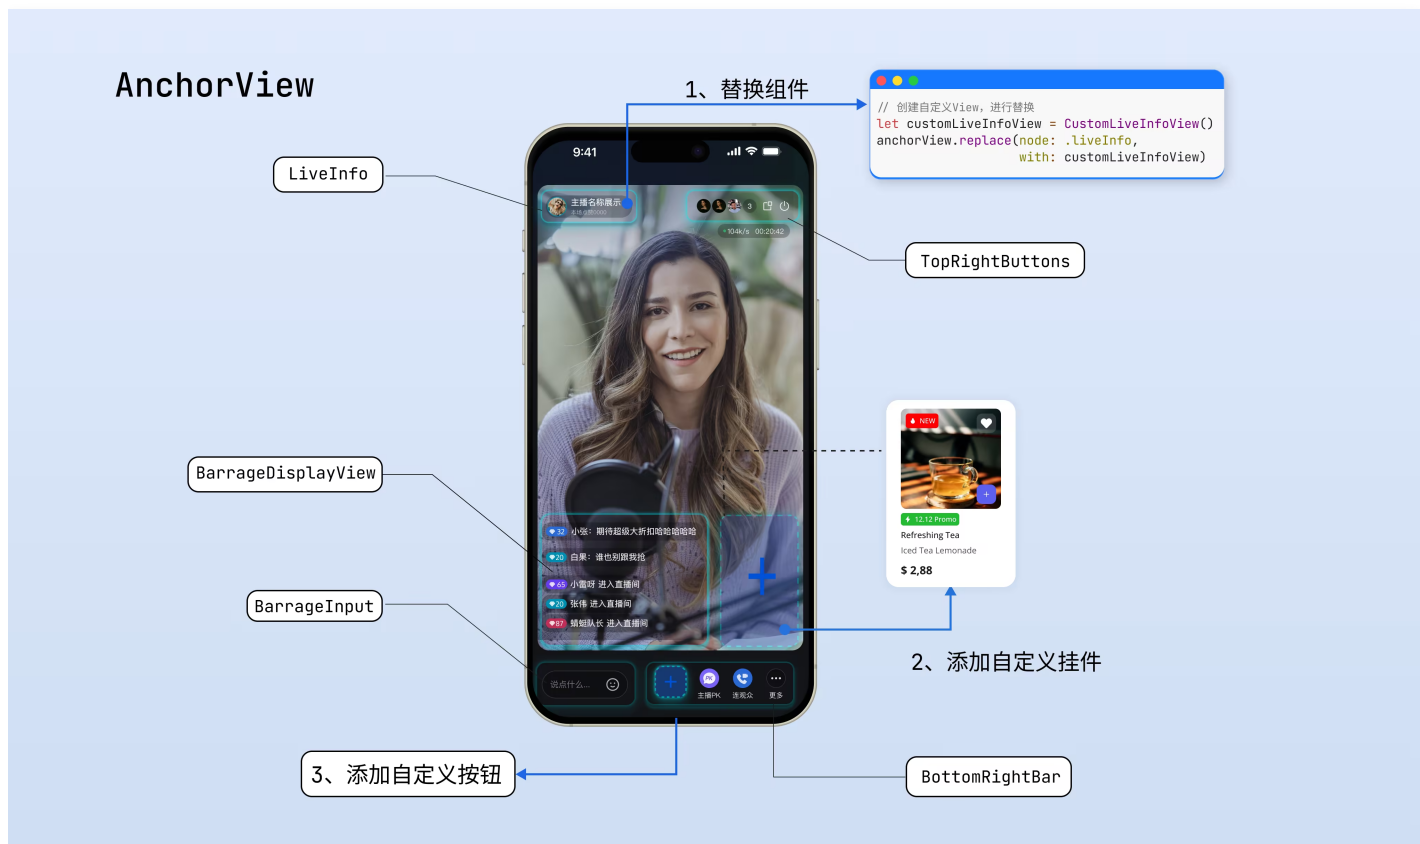 AnchorView
1、替换组件
// 创建自定义View，进行替换
let customLiveInfoView = CustomLiveInfoView()
anchorView.replace(node: .liveInfo,
with: customLiveInfoView)
LiveInfo
9:41
主播名称展示
3
104k/s 00:20:42
TopRightButtons
NEW
12.12 Promo
Refreshing Tea
Iced Tea Lemonade
$ 2,88
BarrageDisplayView
32 小张：期待超级大折扣哈哈哈哈哈
20 白果：谁也别跟我抢
65 小雷呀 进入直播间
20 张伟 进入直播间
87 蜻蜓队长 进入直播间
BarrageInput
2、添加自定义挂件
说点什么...
PK
主播PK
连观众
更多
3、添加自定义按钮
BottomRightBar